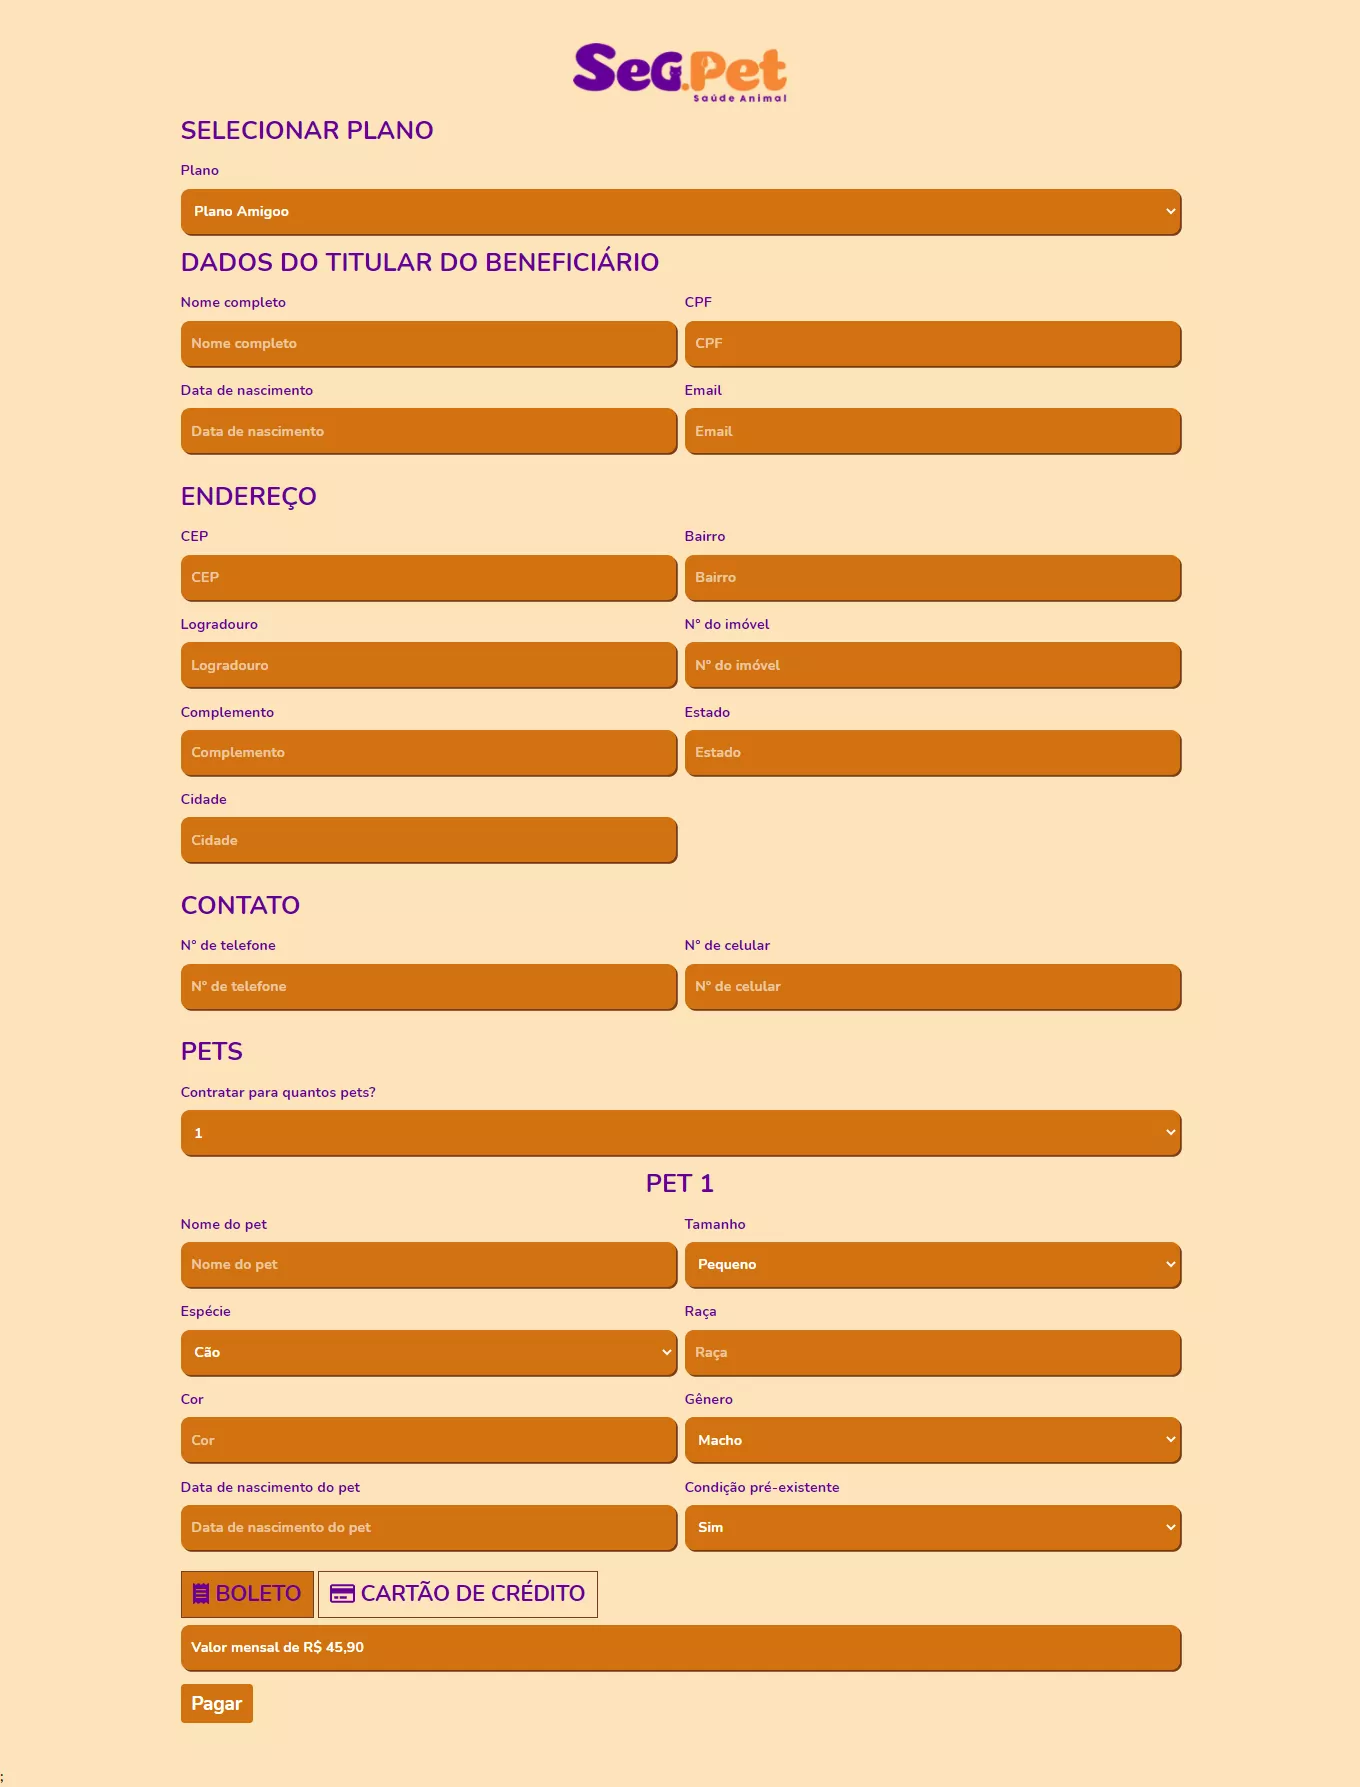 SeG.Pet
Saúde Animal
SELECIONAR PLANO
Plano
Plano Amigoo
DADOS DO TITULAR DO BENEFICIÁRIO
Nome completo CPF
Nome completo CPF
Data de nascimento Email
Data de nascimento Email
ENDEREÇO
CEP Bairro
CEP Bairro
Logradouro N° do imóvel
Logradouro N° do imóvel
Complemento Estado
Complemento Estado
Cidade
Cidade
CONTATO
N° de telefone N° de celular
N° de telefone N° de celular
PETS
Contratar para quantos pets?
1
PET 1
Nome do pet Tamanho
Nome do pet Pequeno
Espécie Raça
Cão Raça
Cor Gênero
Cor Macho
Data de nascimento do pet Condição pré-existente
Data de nascimento do pet Sim
BOLETO CARTÃO DE CRÉDITO
Valor mensal de R$ 45,90
Pagar
;